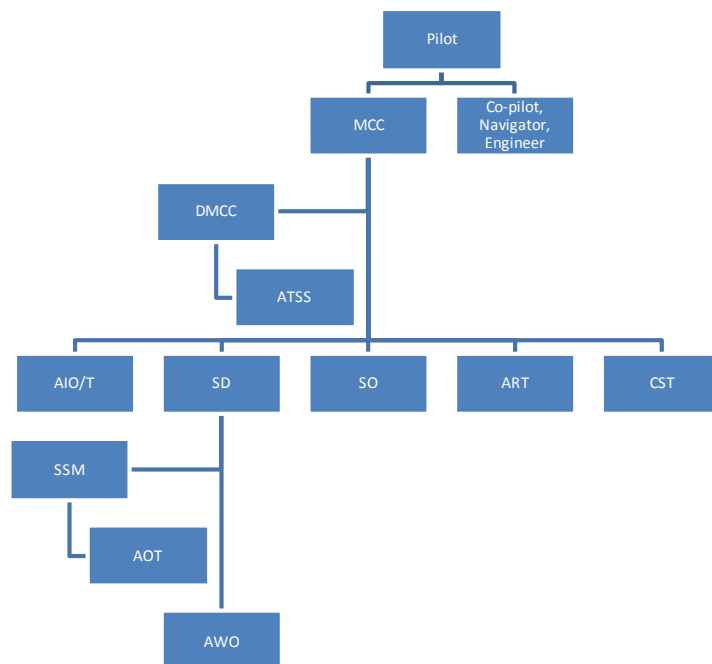 Pilot
MCC
Co-pilot,
Navigator,
Engineer
DMCC
ATSS
AIO/T
SD
SO
ART
CST
SSM
AOT
AWO